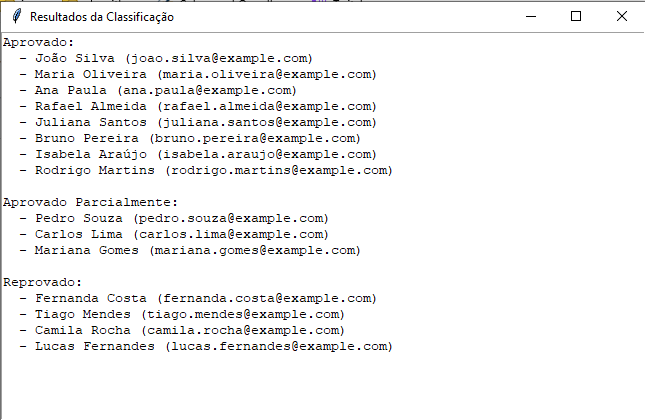 Resultados da Classificação
Aprovado:
- João Silva (joao.silva@example.com)
- Maria Oliveira (maria.oliveira@example.com)
- Ana Paula (ana.paula@example.com)
- Rafael Almeida (rafael.almeida@example.com)
- Juliana Santos (juliana.santos@example.com)
- Bruno Pereira (bruno.pereira@example.com)
- Isabela Araújo (isabela.araujo@example.com)
- Rodrigo Martins (rodrigo.martins@example.com)
Aprovado Parcialmente:
- Pedro Souza (pedro.souza@example.com)
- Carlos Lima (carlos.lima@example.com)
- Mariana Gomes (mariana.gomes@example.com)
Reprovado:
- Fernanda Costa (fernanda.costa@example.com)
- Tiago Mendes (tiago.mendes@example.com)
- Camila Rocha (camila.rocha@example.com)
- Lucas Fernandes (lucas.fernandes@example.com)